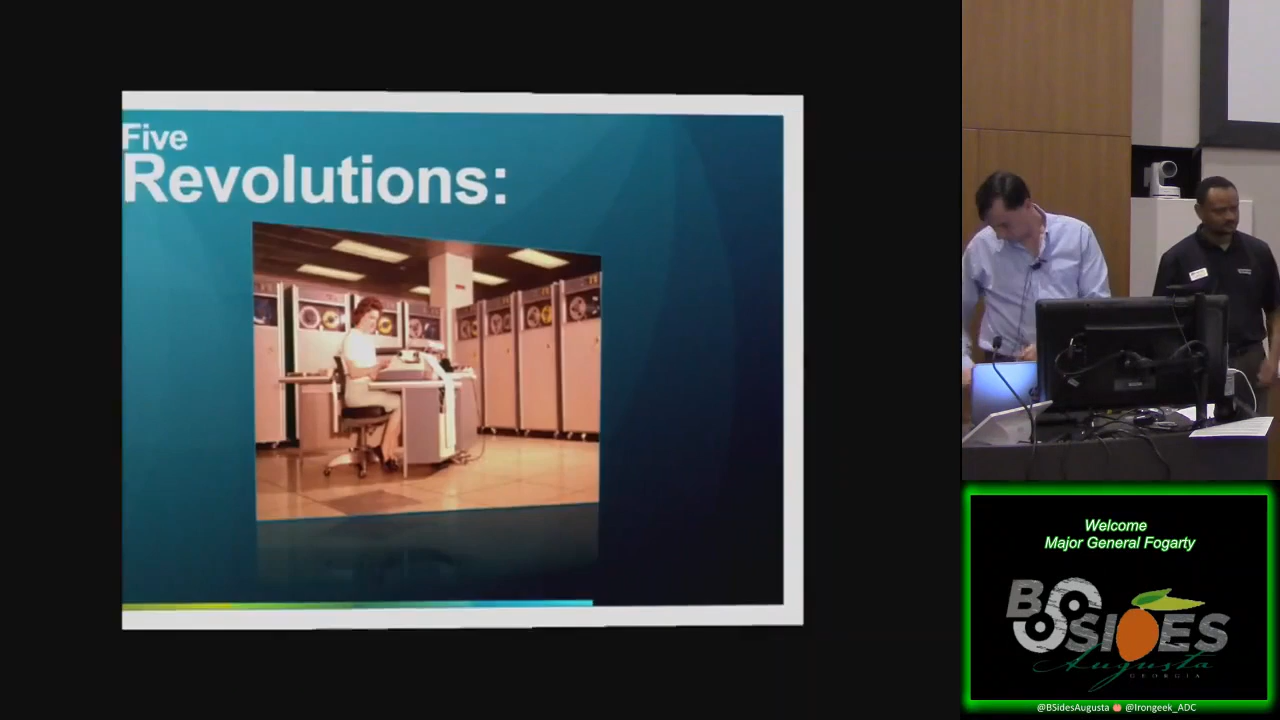 Five
Revolutions:
Welcome
Major General Fogarty
BSIDES
Augusta
GEORGIA
@BSidesAugusta @Irongeek_ADC